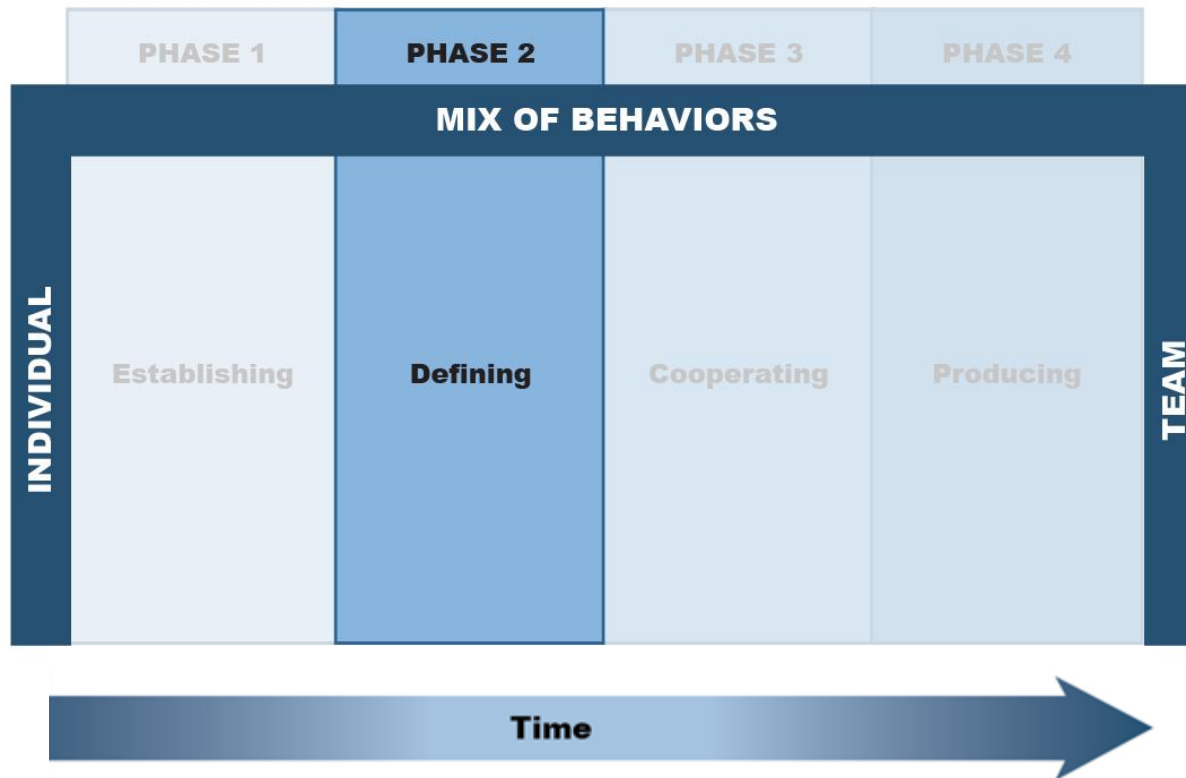 PHASE 1 PHASE 2 PHASE 3 PHASE 4
MIX OF BEHAVIORS
INDIVIDUAL
Establishing Defining Cooperating Producing
TEAM
Time